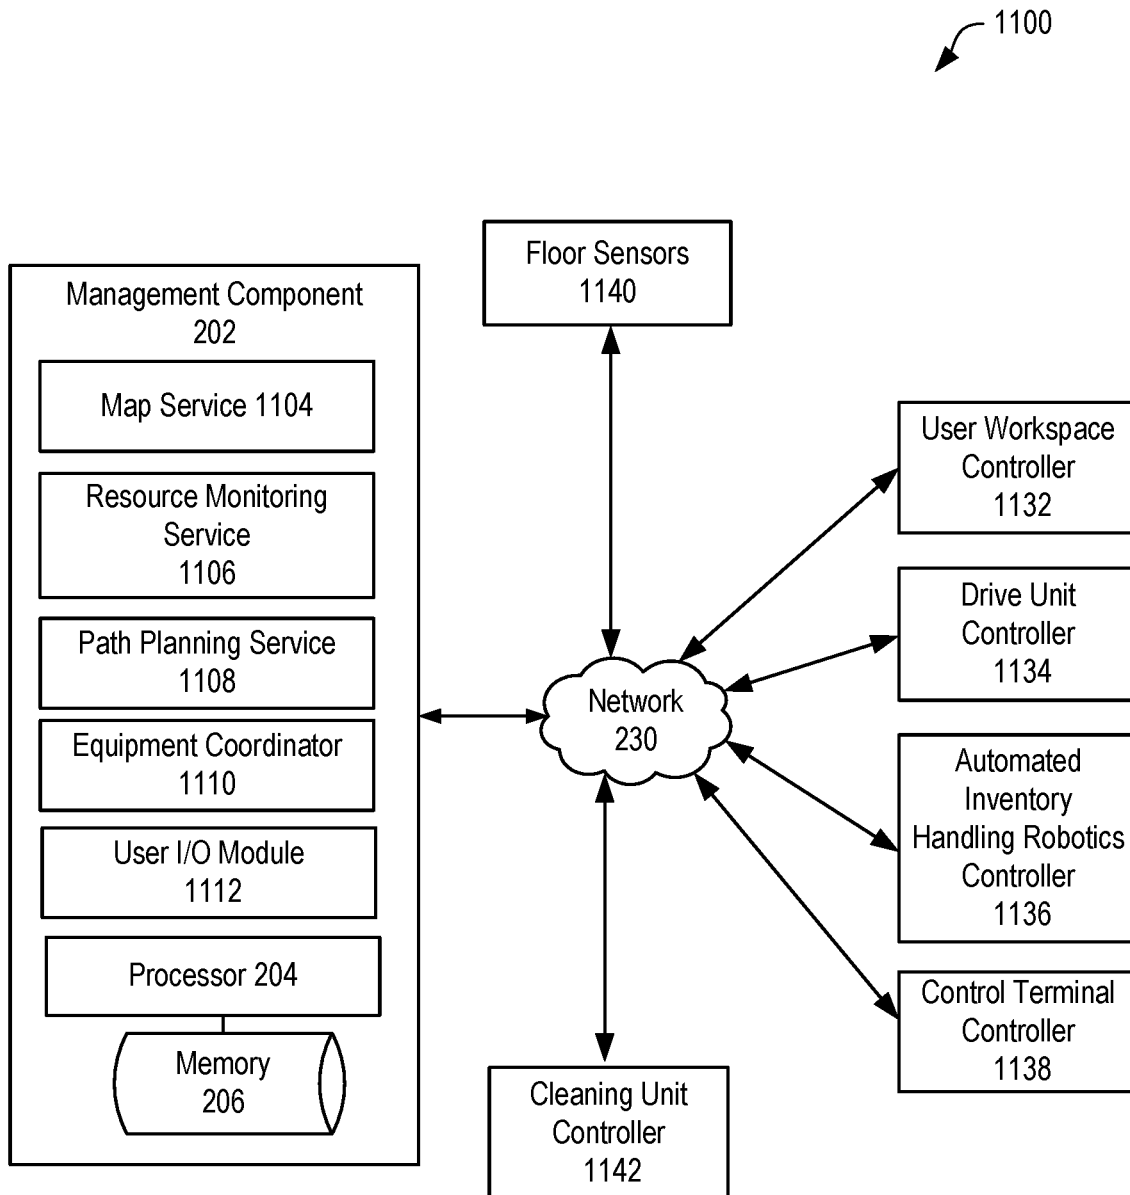 1100
Floor Sensors
1140
Management Component
202
Map Service 1104
Resource Monitoring
Service
1106
Path Planning Service
1108
Equipment Coordinator
1110
User I/O Module
1112
Processor 204
Memory
206
Network
230
User Workspace
Controller
1132
Drive Unit
Controller
1134
Automated
Inventory
Handling Robotics
Controller
1136
Control Terminal
Controller
1138
Cleaning Unit
Controller
1142